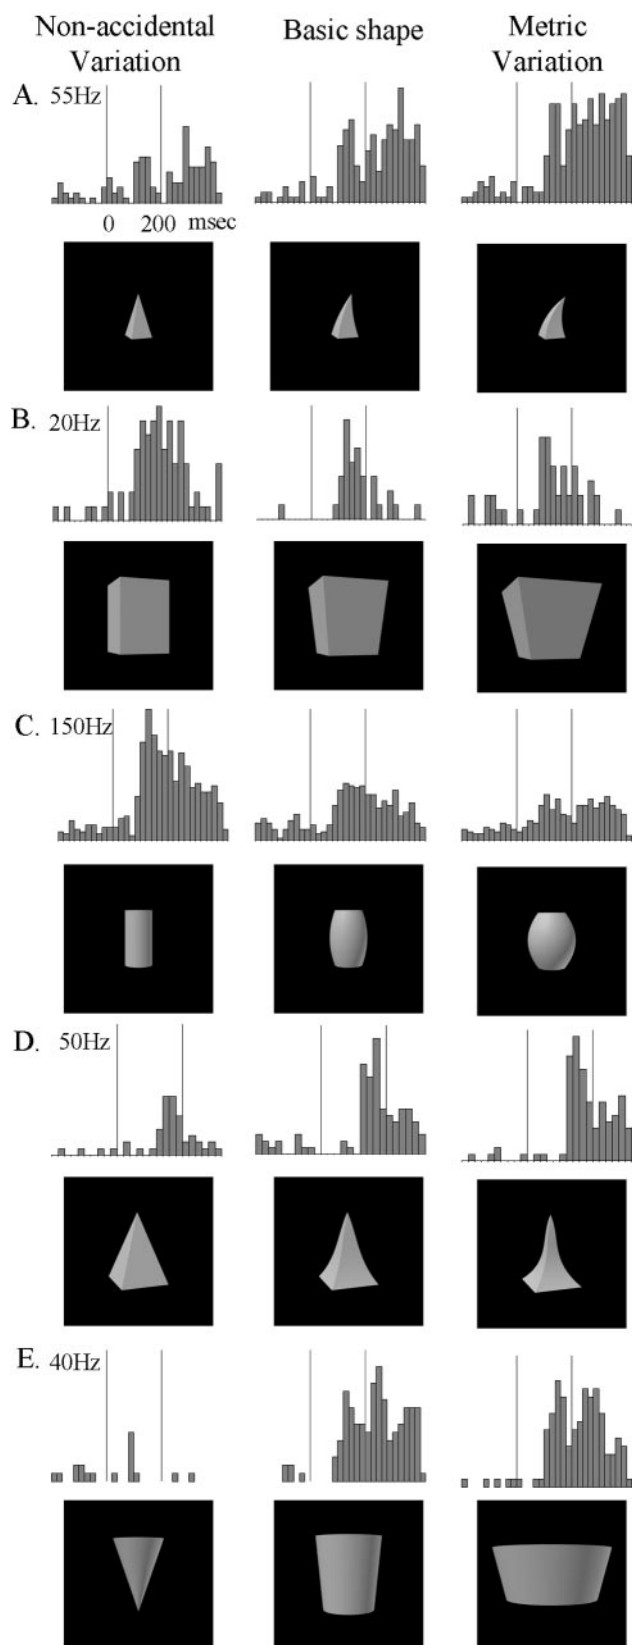 Non-accidental
Variation
Basic shape
Metric
Variation
A. 55Hz
0 200 msec
B. 20Hz
C. 150Hz
D. 50Hz
E. 40Hz